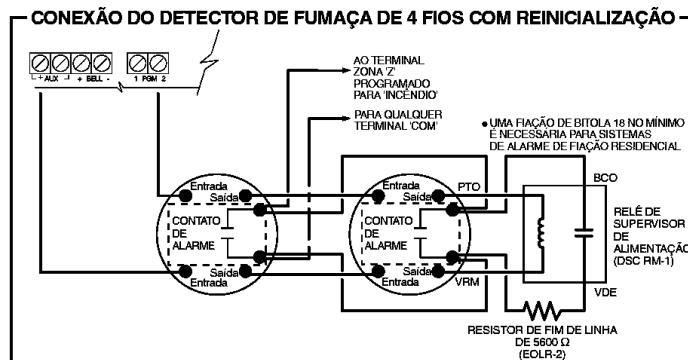 CONEXÃO DO DETECTOR DE FUMAÇA DE 4 FIOS COM REINICIALIZAÇÃO
+ AUX - + BELL - 1 PGM 2
AO TERMINAL
ZONA 'Z'
PROGRAMADO
PARA 'INCÊNDIO'
PARA QUALQUER
TERMINAL 'COM'
• UMA FIAÇÃO DE BITOLA 18 NO MÍNIMO
É NECESSÁRIA PARA SISTEMAS
DE ALARME DE FIAÇÃO RESIDENCIAL
Entrada
Saída
CONTATO
DE
ALARME
Saída
Entrada
Entrada
Saída
CONTATO
DE
ALARME
Saída
Entrada
PTO
VRM
BCO
RELÊ DE
SUPERVISOR
DE
ALIMENTAÇÃO
(DSC RM-1)
VDE
RESISTOR DE FIM DE LINHA
DE 5600 Ω
(EOLR-2)